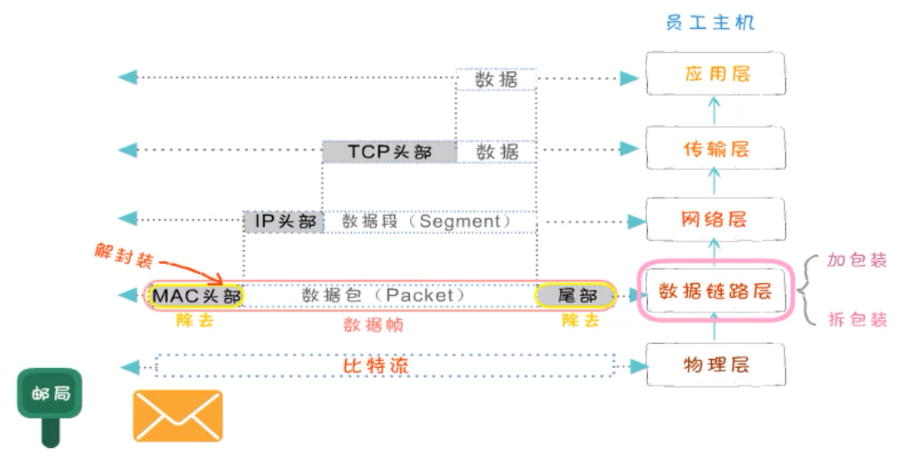 员工主机
数据
应用层
TCP头部 数据
传输层
IP头部 数据段（Segment）
网络层
解封装
MAC头部 数据包（Packet） 尾部
数据链路层
加包装
拆包装
除去 数据帧 除去
比特流
物理层
邮局